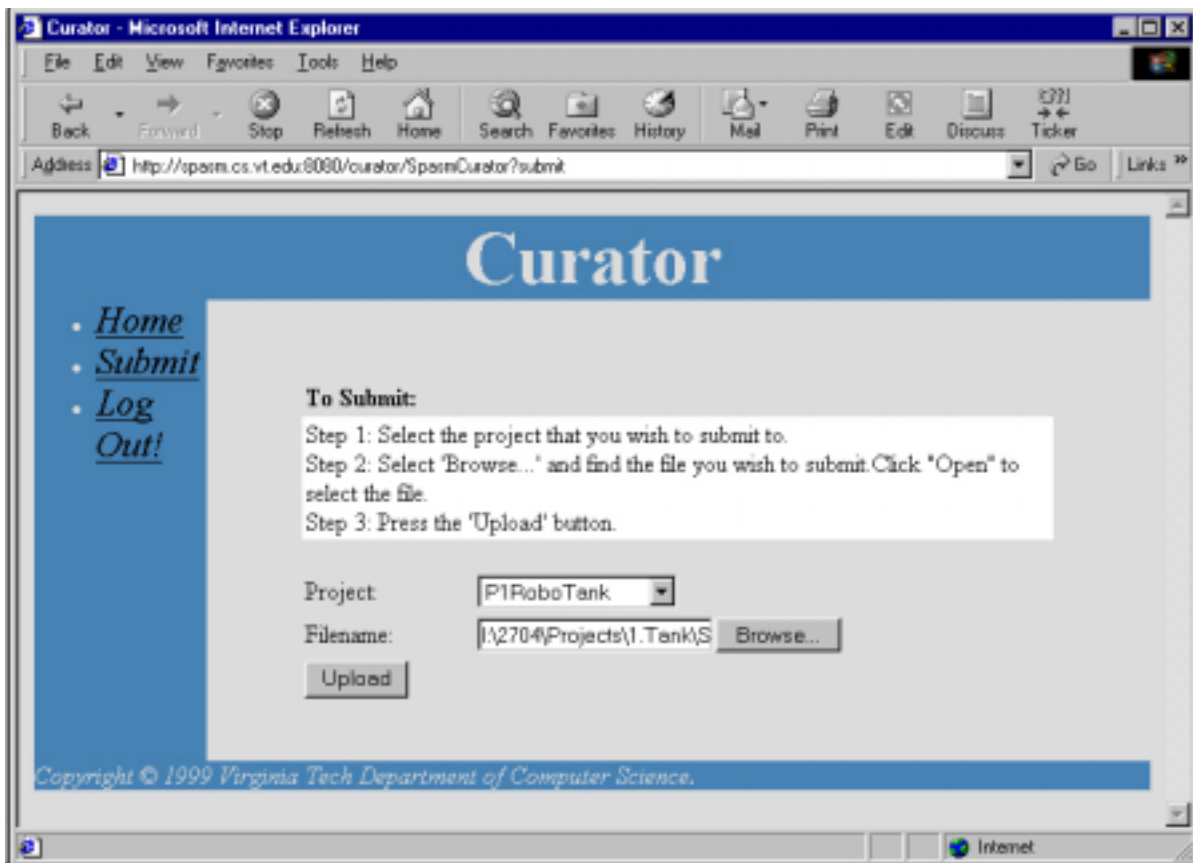 Curator - Microsoft Internet Explorer
File Edit View Favorites Tools Help
Back Forward Stop Refresh Home Search Favorites History Mail Print Edit Discuss Ticker
Address http://spasm.cs.vt.edu:8080/curator/SpasmCurator?submit Go Links »
Curator
Home
Submit
Log
Out!
To Submit:
Step 1: Select the project that you wish to submit to.
Step 2: Select 'Browse...' and find the file you wish to submit.Click "Open" to
select the file.
Step 3: Press the 'Upload' button.
Project: P1RoboTank
Filename: I:\2704\Projects\1.Tank\S Browse...
Upload
Copyright © 1999 Virginia Tech Department of Computer Science.
Internet